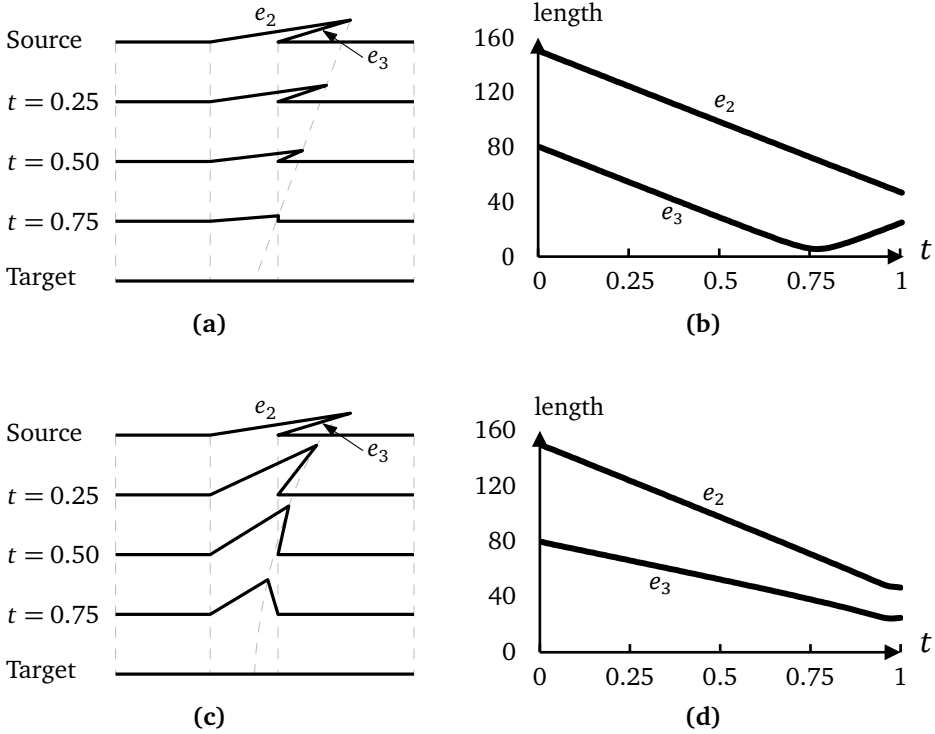 Source
e2
e3
t = 0.25
t = 0.50
t = 0.75
Target
(a)
length
160
120
80
40
0
e2
e3
0 0.25 0.5 0.75 1
t
(b)
Source
e2
e3
t = 0.25
t = 0.50
t = 0.75
Target
(c)
length
160
120
80
40
0
e2
e3
0 0.25 0.5 0.75 1
t
(d)